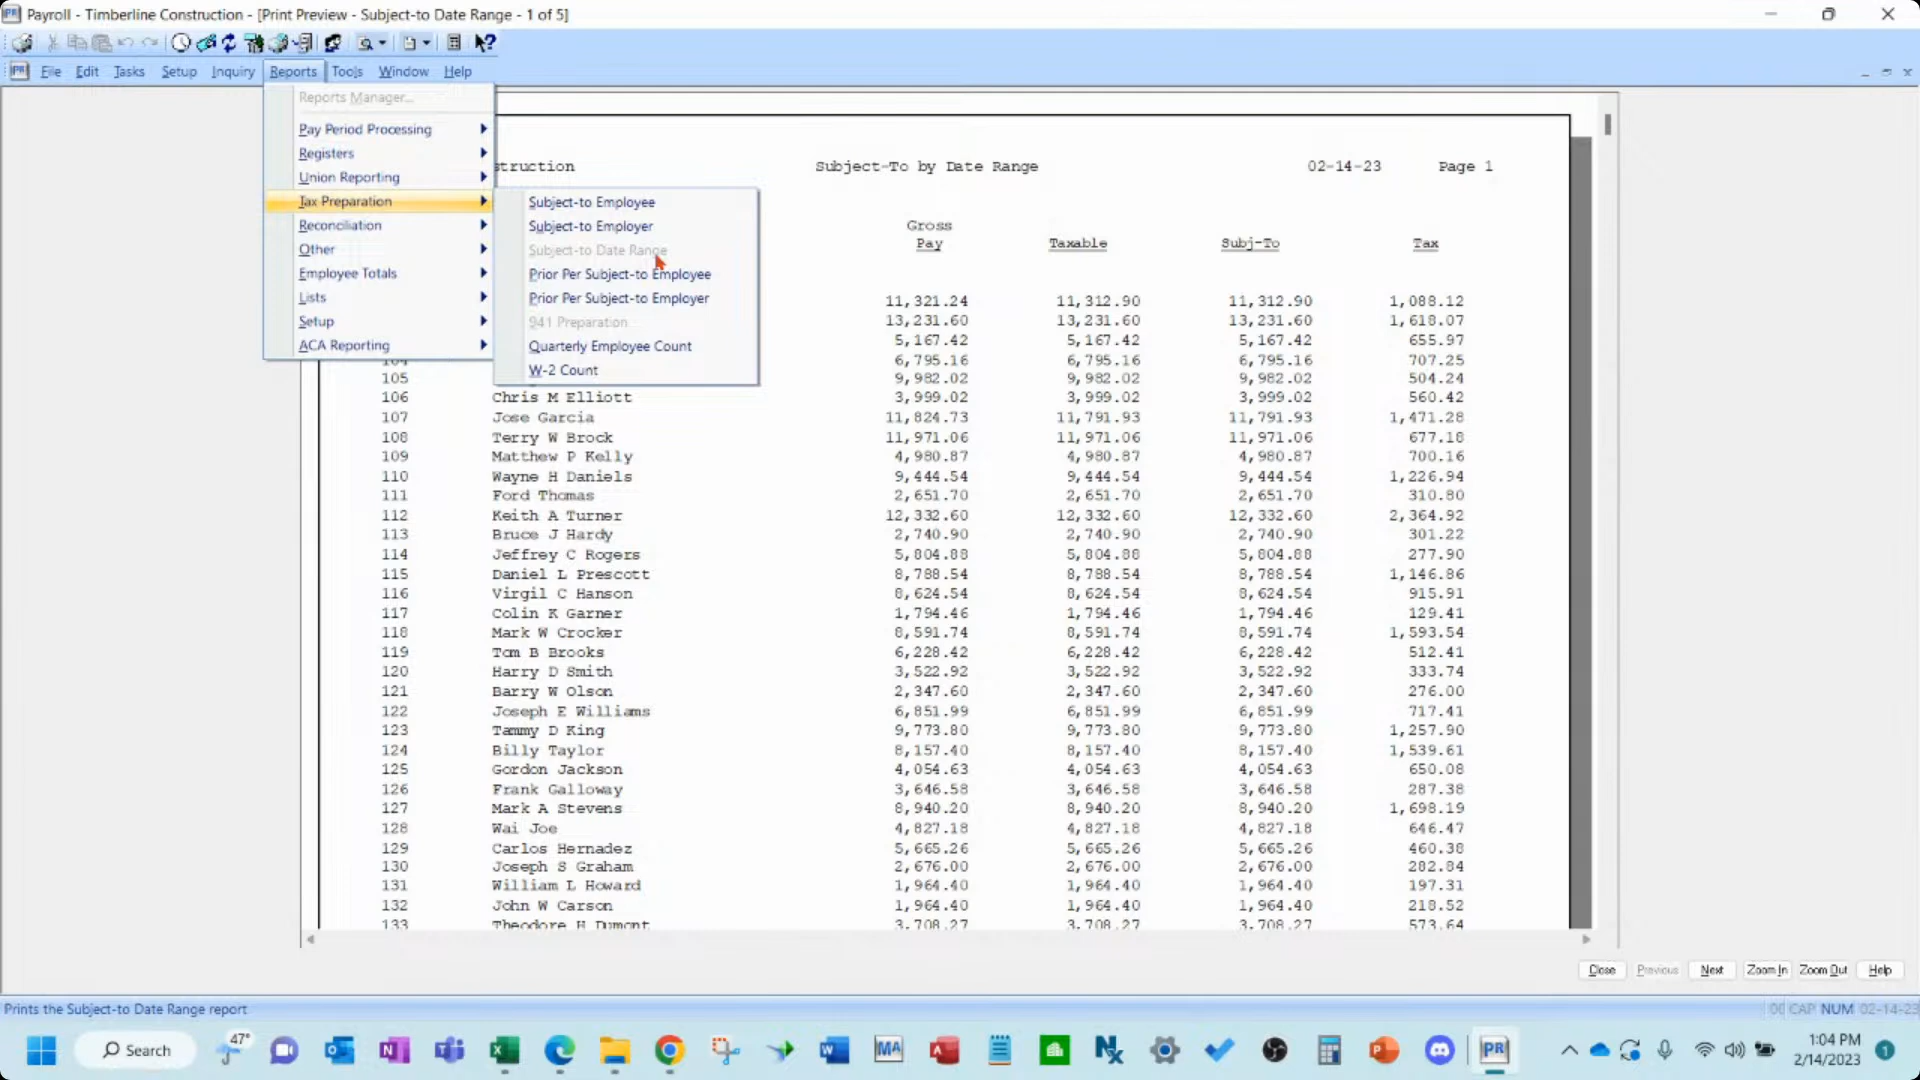 Payroll - Timberline Construction - [Print Preview - Subject-to Date Range - 1 of 5]
File Edit Tasks Setup Inquiry Reports Tools Window Help
Reports Manager...
Pay Period Processing
Registers
Union Reporting
Tax Preparation
Reconciliation
Other
Employee Totals
Lists
Setup
ACA Reporting
Subject-to Employee
Subject-to Employer
Subject-to Date Range
Prior Per Subject-to Employee
Prior Per Subject-to Employer
941 Preparation
Quarterly Employee Count
W-2 Count
struction Subject-To by Date Range 02-14-23 Page 1
Gross
Pay Taxable Subj-To Tax
11,321.24 11,312.90 11,312.90 1,088.12
13,231.60 13,231.60 13,231.60 1,618.07
5,167.42 5,167.42 5,167.42 655.97
104 6,795.16 6,795.16 6,795.16 707.25
105 9,982.02 9,982.02 9,982.02 504.24
106 Chris M Elliott 3,999.02 3,999.02 3,999.02 560.42
107 Jose Garcia 11,824.73 11,791.93 11,791.93 1,471.28
108 Terry W Brock 11,971.06 11,971.06 11,971.06 677.18
109 Matthew P Kelly 4,980.87 4,980.87 4,980.87 700.16
110 Wayne H Daniels 9,444.54 9,444.54 9,444.54 1,226.94
111 Ford Thomas 2,651.70 2,651.70 2,651.70 310.80
112 Keith A Turner 12,332.60 12,332.60 12,332.60 2,364.92
113 Bruce J Hardy 2,740.90 2,740.90 2,740.90 301.22
114 Jeffrey C Rogers 5,804.88 5,804.88 5,804.88 277.90
115 Daniel L Prescott 8,788.54 8,788.54 8,788.54 1,146.86
116 Virgil C Hanson 8,624.54 8,624.54 8,624.54 915.91
117 Colin K Garner 1,794.46 1,794.46 1,794.46 129.41
118 Mark W Crocker 8,591.74 8,591.74 8,591.74 1,593.54
119 Tom B Brooks 6,228.42 6,228.42 6,228.42 512.41
120 Harry D Smith 3,522.92 3,522.92 3,522.92 333.74
121 Barry W Olson 2,347.60 2,347.60 2,347.60 276.00
122 Joseph E Williams 6,851.99 6,851.99 6,851.99 717.41
123 Tammy D King 9,773.80 9,773.80 9,773.80 1,257.90
124 Billy Taylor 8,157.40 8,157.40 8,157.40 1,539.61
125 Gordon Jackson 4,054.63 4,054.63 4,054.63 650.08
126 Frank Galloway 3,646.58 3,646.58 3,646.58 287.38
127 Mark A Stevens 8,940.20 8,940.20 8,940.20 1,698.19
128 Wai Joe 4,827.18 4,827.18 4,827.18 646.47
129 Carlos Hernadez 5,665.26 5,665.26 5,665.26 460.38
130 Joseph S Graham 2,676.00 2,676.00 2,676.00 282.84
131 William L Howard 1,964.40 1,964.40 1,964.40 197.31
132 John W Carson 1,964.40 1,964.40 1,964.40 218.52
133 Theodore H Dumont 3,708.27 3,708.27 3,708.27 573.64
Close Previous Next Zoom In Zoom Out Help
Prints the Subject-to Date Range report CAP NUM 02-14-23
47°
Search
1:04 PM
2/14/2023
1